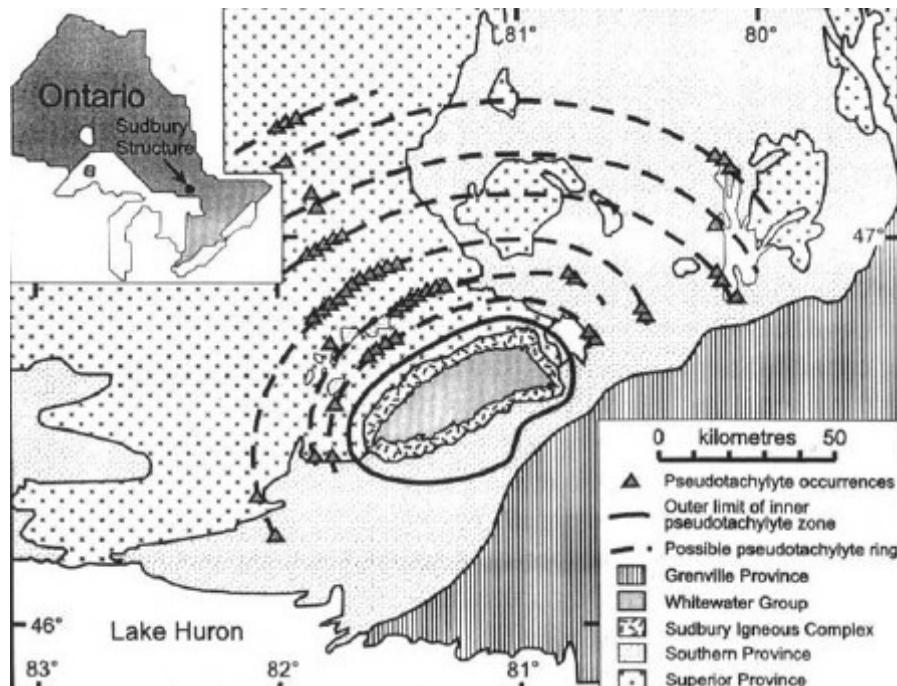 81°
80°
Ontario
Sudbury
Structure
47°
0 kilometres 50
Pseudotachylyte occurrences
Outer limit of inner
pseudotachylyte zone
Possible pseudotachylyte ring
Grenville Province
Whitewater Group
Sudbury Igneous Complex
Southern Province
Superior Province
46°
Lake Huron
83°
82°
81°